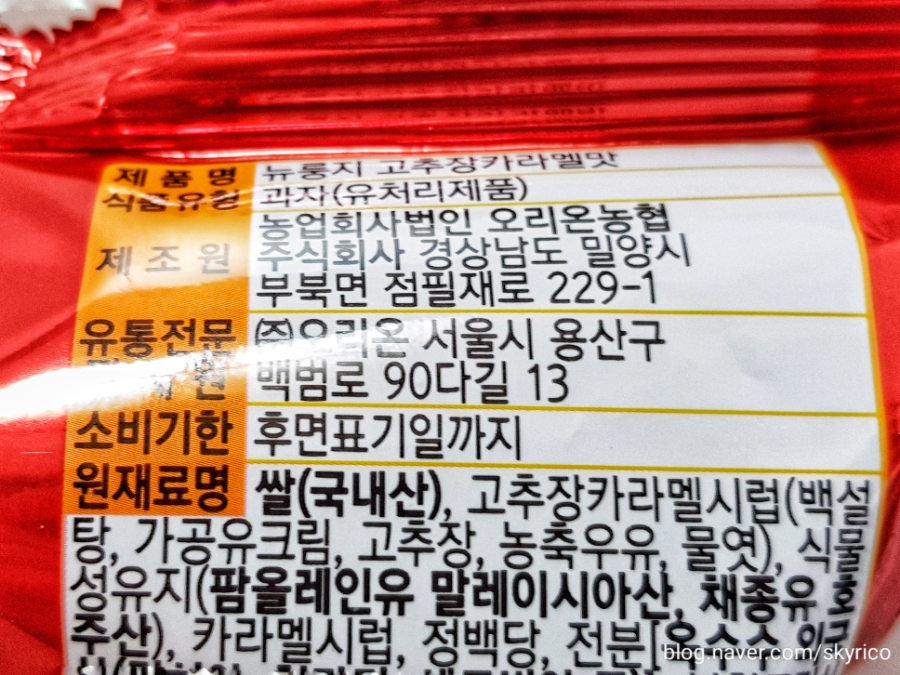 제품명 뉴룽지 고추장카라멜맛
식품유형 과자(유처리제품)
농업회사법인 오리온농협
제조원 주식회사 경상남도 밀양시
부북면 점필재로 229-1
유통전문 ㈜오리온 서울시 용산구
원 백범로 90다길 13
소비기한 후면표기일까지
원재료명 쌀(국내산), 고추장카라멜시럽(백설
탕, 가공유크림, 고추장, 농축우유, 물엿), 식물
성유지(팜올레인유 말레이시아산, 채종유 호
주산), 카라멜시럽, 정백당, 전분[옥수수 외국
blog.naver.com/skyrico